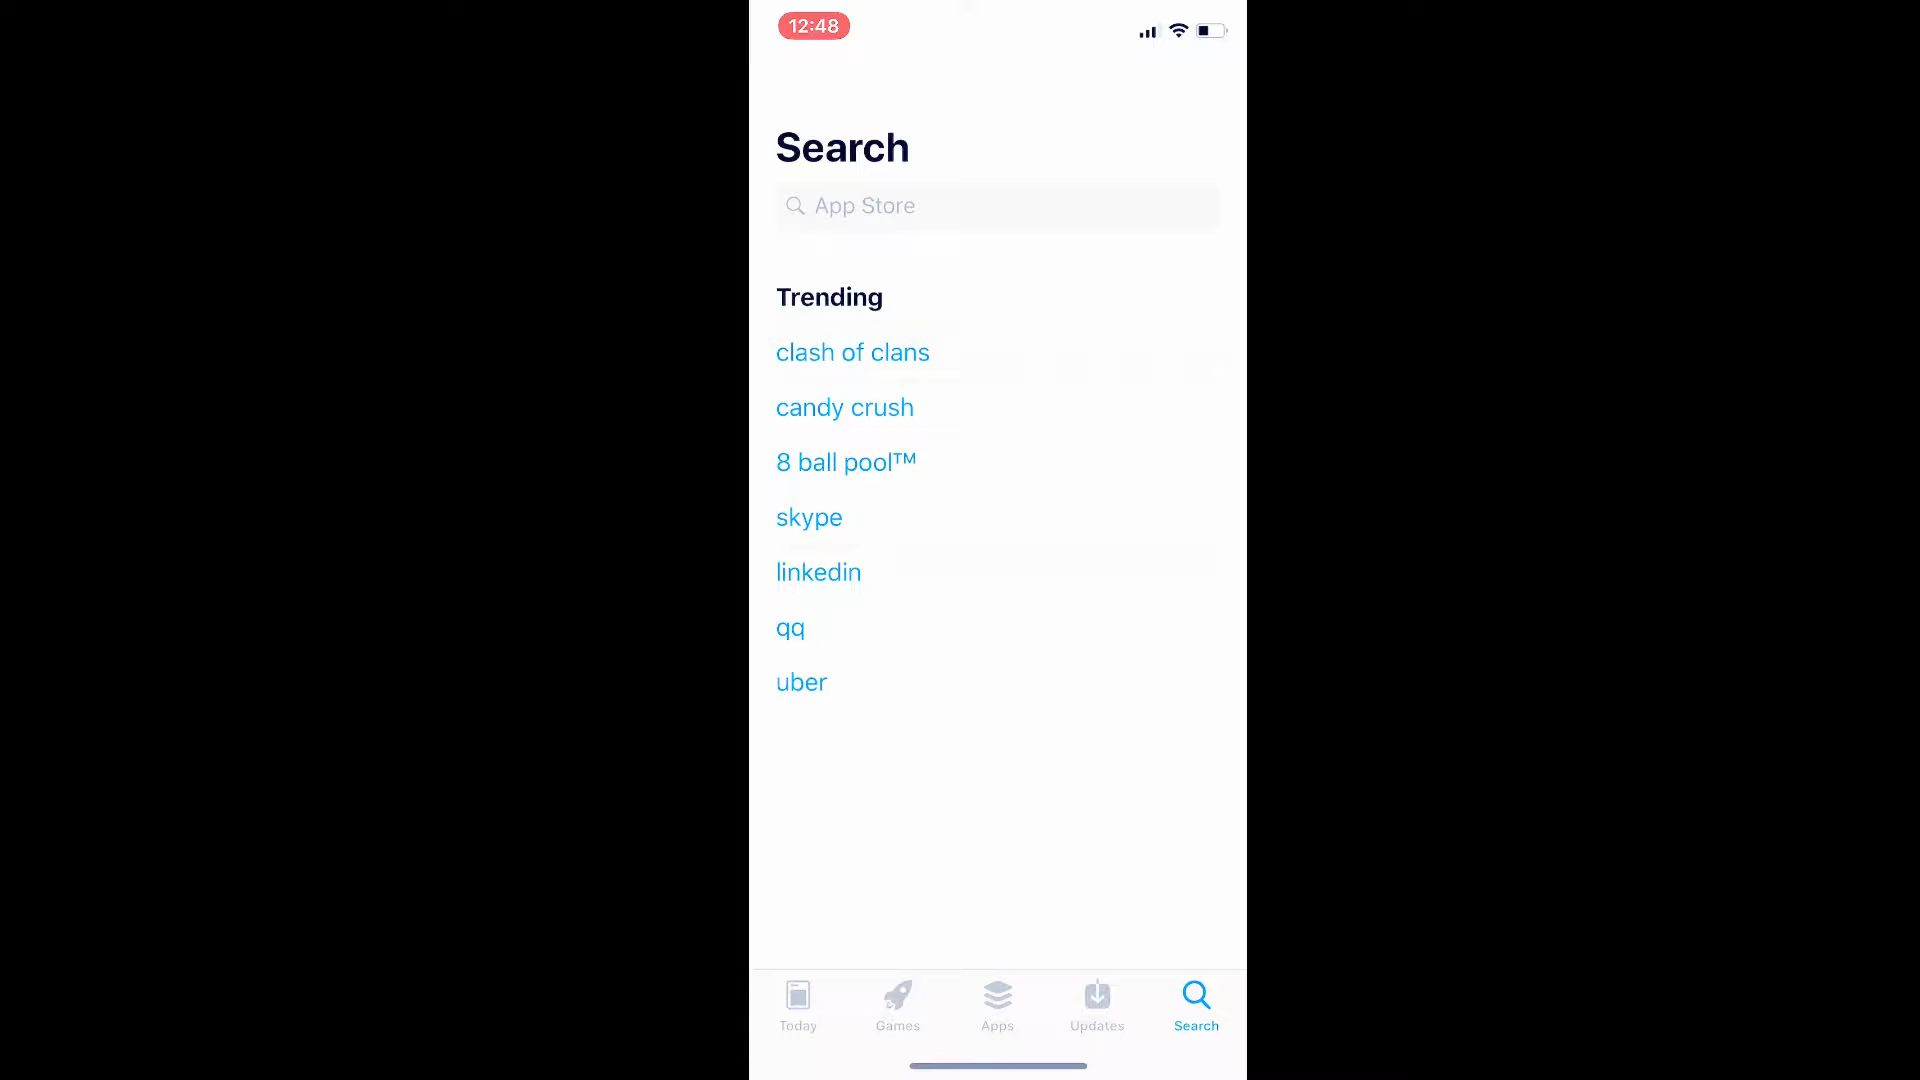 12:48
Search
App Store
Trending
clash of clans
candy crush
8 ball pool™
skype
linkedin
qq
uber
Today
Games
Apps
Updates
Search